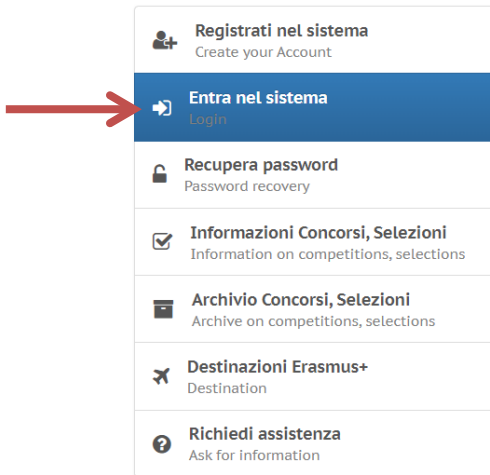 Registrati nel sistema
Create your Account
Entra nel sistema
Login
Recupera password
Password recovery
Informazioni Concorsi, Selezioni
Information on competitions, selections
Archivio Concorsi, Selezioni
Archive on competitions, selections
Destinazioni Erasmus+
Destination
Richiedi assistenza
Ask for information